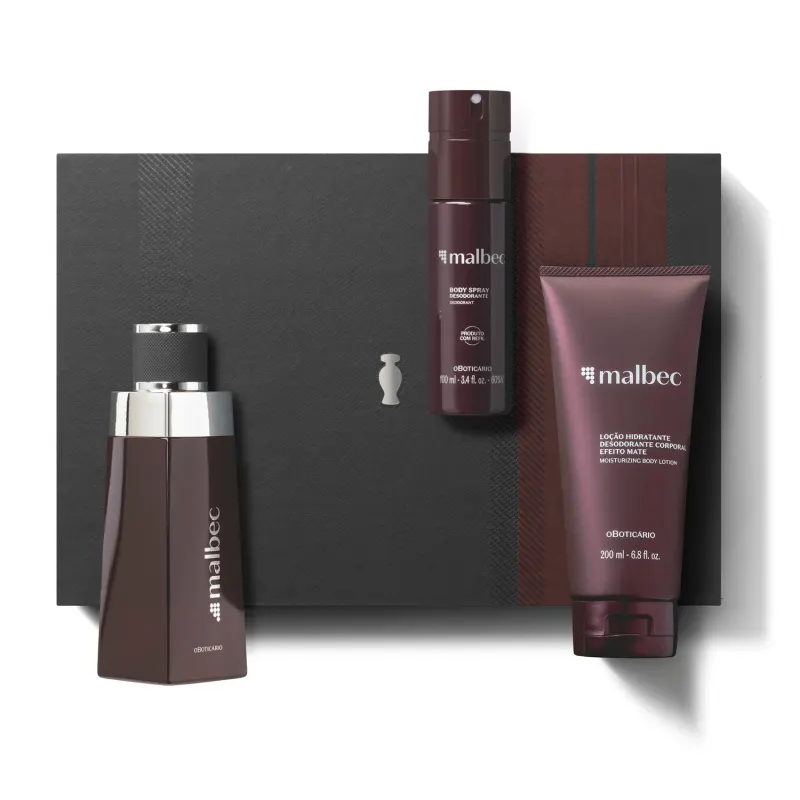 malbec
BODY SPRAY
DESODORANTE
DEODORANT
PRODUTO
COM REFIL
oBOTICÁRIO
100 ml - 3.4 fl. oz.
malbec
LOÇÃO HIDRATANTE
DESODORANTE CORPORAL
EFEITO MATE
MOISTURIZING BODY LOTION
oBOTICÁRIO
200 ml - 6.8 fl. oz.
malbec
oBOTICÁRIO